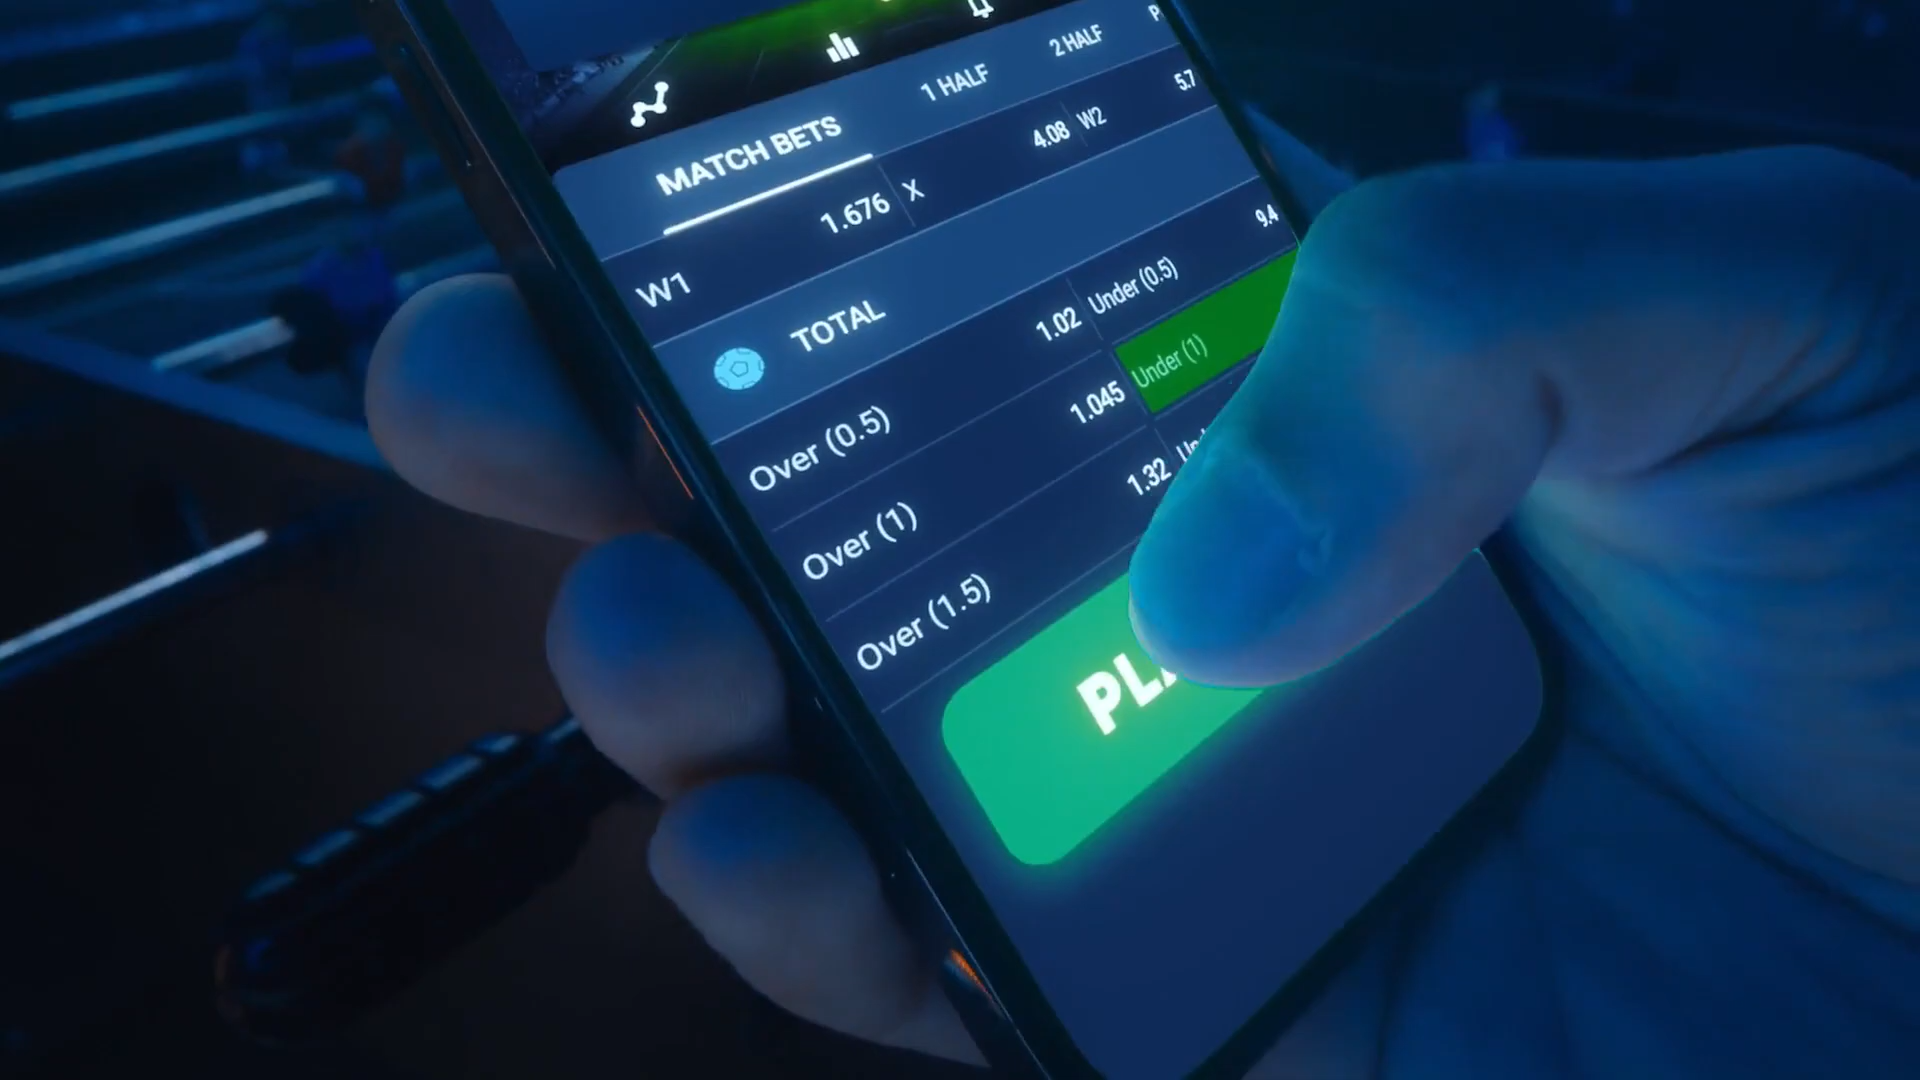 MATCH BETS 1 HALF 2 HALF
W1 1.676 X 4.08 W2 5.7
TOTAL
Over (0.5) 1.02 Under (0.5) 9.4
Over (1) 1.045 Under (1)
Over (1.5) 1.32